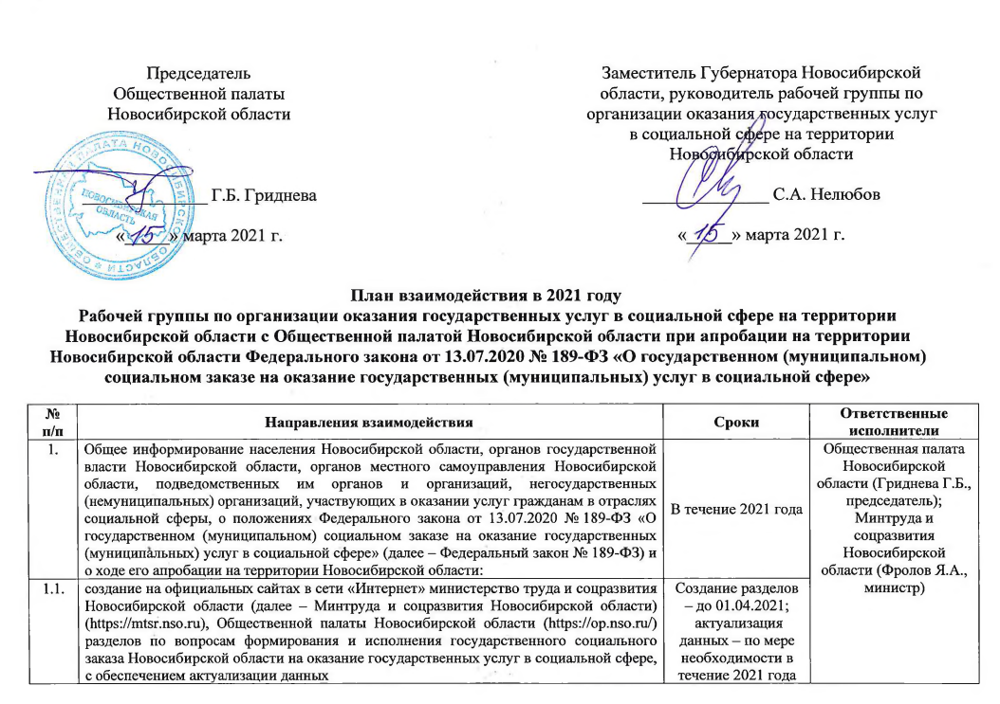 Председатель
Общественной палаты
Новосибирской области
Г.Б. Гриднева
«15» марта 2021 г.
ОБЩЕСТВЕННАЯ ПАЛАТА НОВОСИБИРСКОЙ ОБЛАСТИ
НОВОСИБИРСКАЯ
ОБЛАСТЬ
Заместитель Губернатора Новосибирской
области, руководитель рабочей группы по
организации оказания государственных услуг
в социальной сфере на территории
Новосибирской области
С.А. Нелюбов
«15» марта 2021 г.
План взаимодействия в 2021 году
Рабочей группы по организации оказания государственных услуг в социальной сфере на территории
Новосибирской области с Общественной палатой Новосибирской области при апробации на территории
Новосибирской области Федерального закона от 13.07.2020 № 189-ФЗ «О государственном (муниципальном)
социальном заказе на оказание государственных (муниципальных) услуг в социальной сфере»
№
п/п
Направления взаимодействия
Сроки
Ответственные
исполнители
1.
Общее информирование населения Новосибирской области, органов государственной
власти Новосибирской области, органов местного самоуправления Новосибирской
области, подведомственных им органов и организаций, негосударственных
(немуниципальных) организаций, участвующих в оказании услуг гражданам в отраслях
социальной сферы, о положениях Федерального закона от 13.07.2020 № 189-ФЗ «О
государственном (муниципальном) социальном заказе на оказание государственных
(муниципальных) услуг в социальной сфере» (далее – Федеральный закон № 189-ФЗ) и
о ходе его апробации на территории Новосибирской области:
В течение 2021 года
Общественная палата
Новосибирской
области (Гриднева Г.Б.,
председатель);
Минтруда и
соцразвития
Новосибирской
области (Фролов Я.А.,
министр)
1.1.
создание на официальных сайтах в сети «Интернет» министерство труда и соцразвития
Новосибирской области (далее – Минтруда и соцразвития Новосибирской области)
(https://mtsr.nso.ru), Общественной палаты Новосибирской области (https://op.nso.ru/)
разделов по вопросам формирования и исполнения государственного социального
заказа Новосибирской области на оказание государственных услуг в социальной сфере,
с обеспечением актуализации данных
Создание разделов
– до 01.04.2021;
актуализация
данных – по мере
необходимости в
течение 2021 года